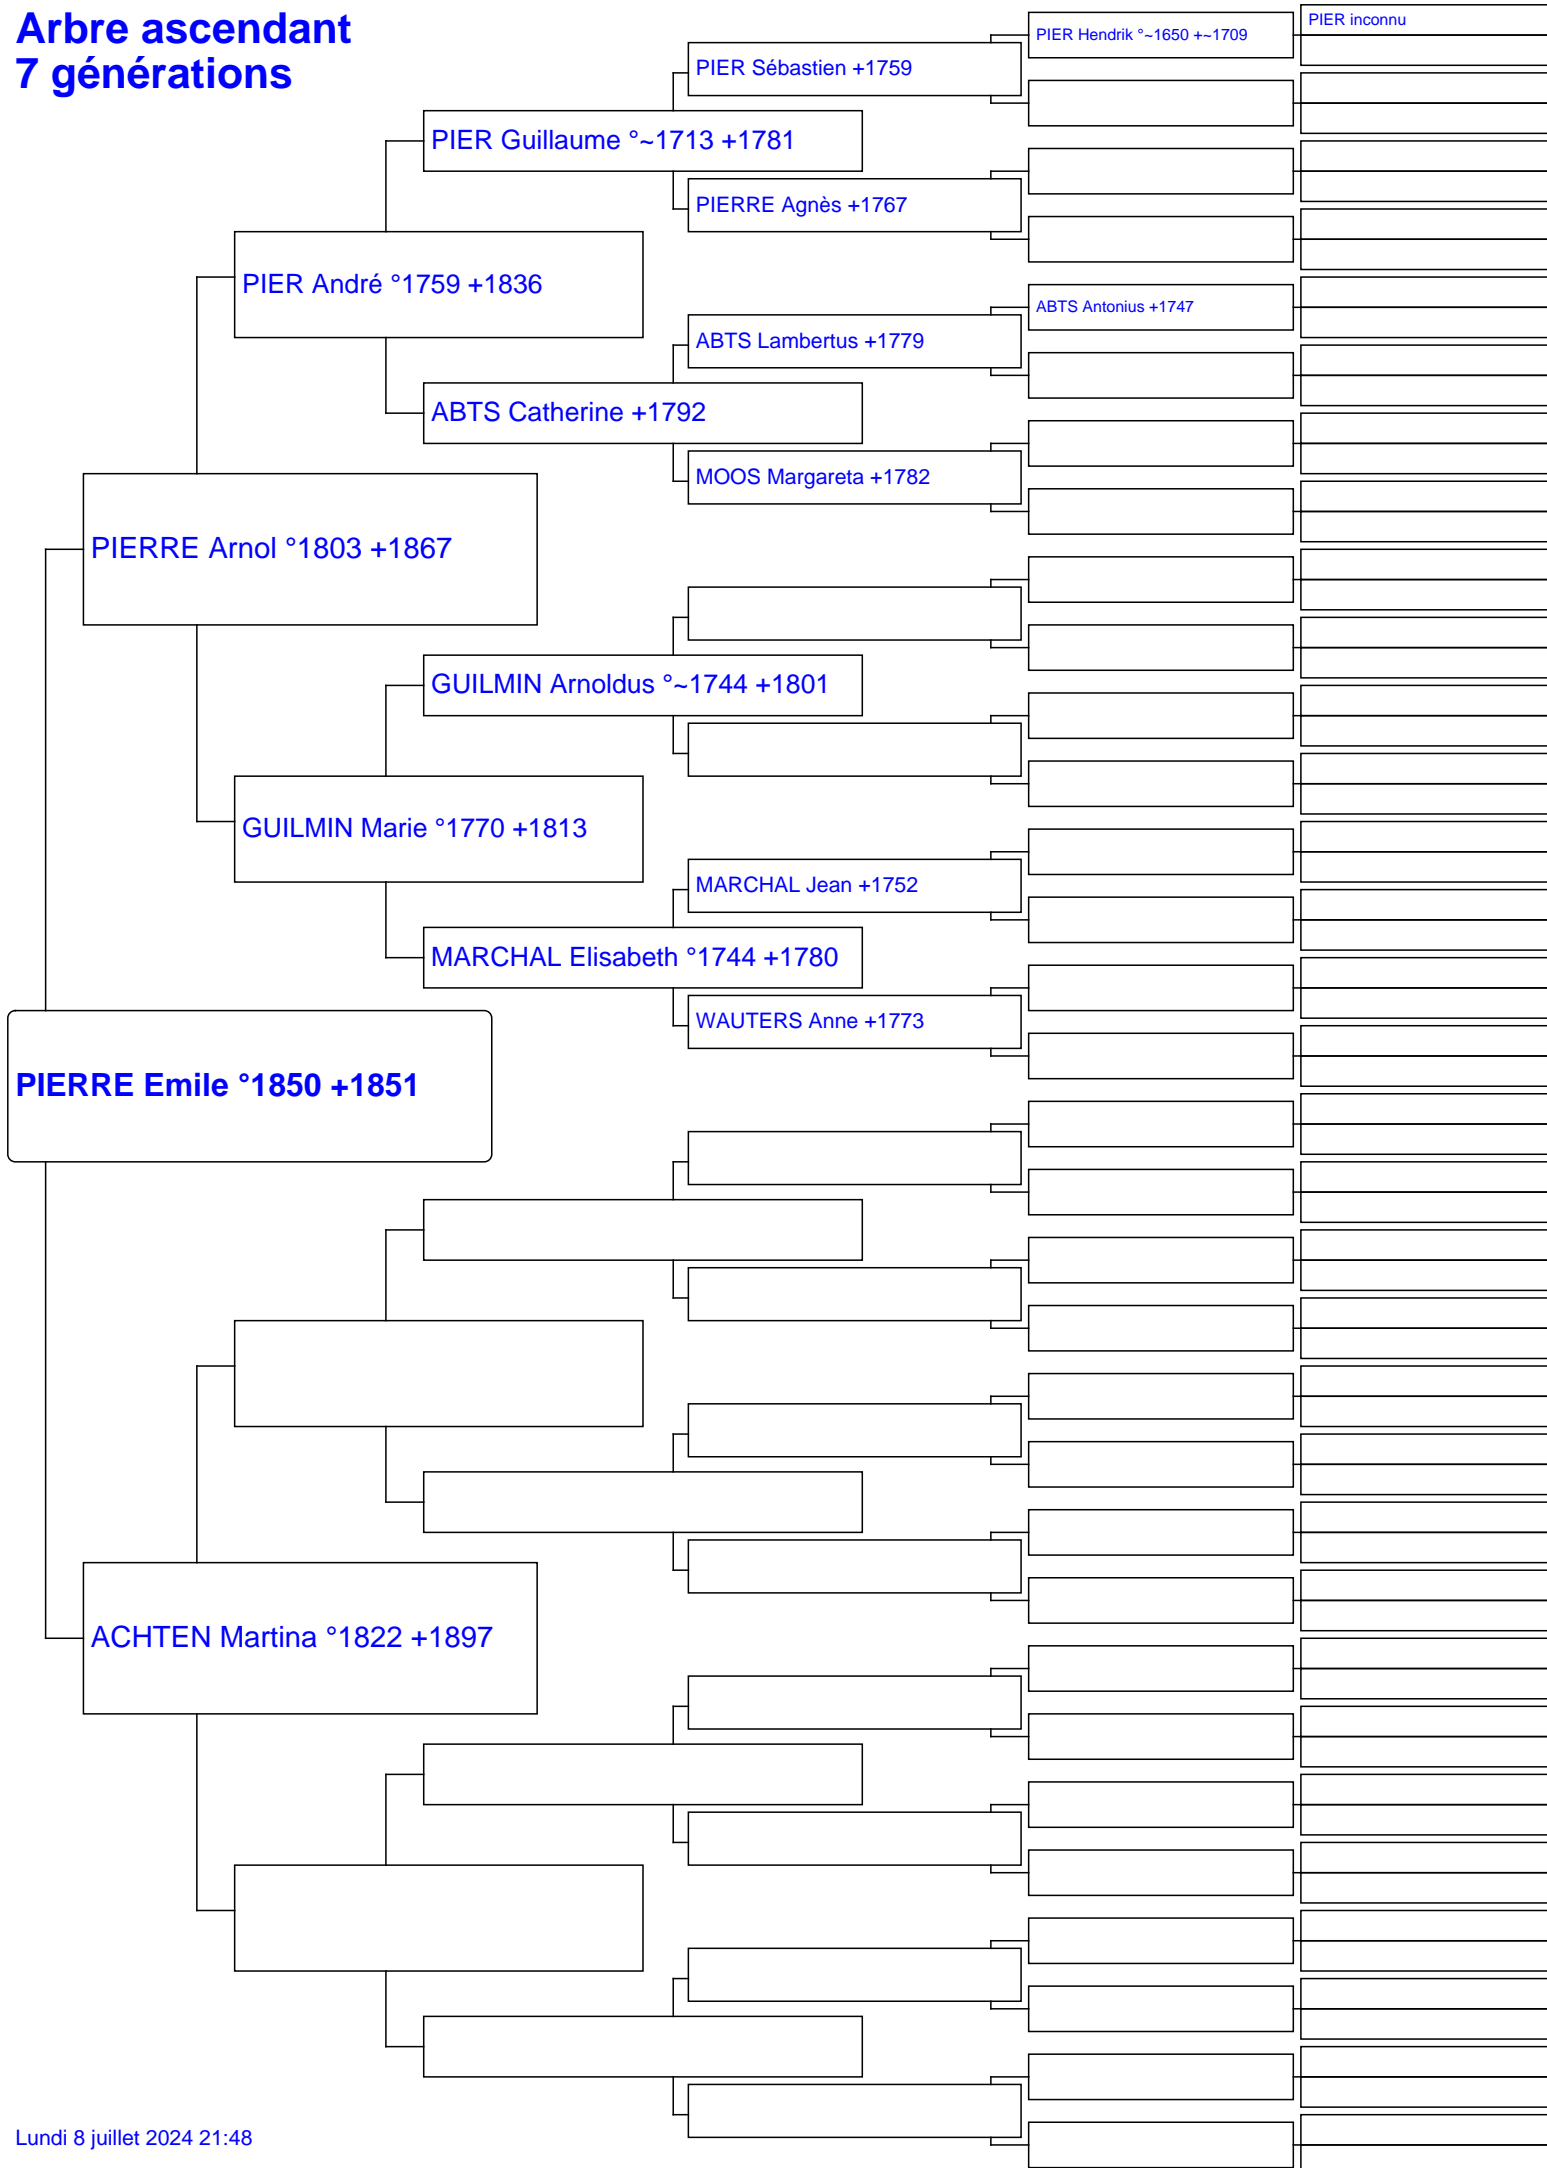 Arbre ascendant
7 générations
PIER Hendrik °~1650 +~1709
PIER inconnu
PIER Sébastien +1759
PIER Guillaume °~1713 +1781
PIERRE Agnès +1767
PIER André °1759 +1836
ABTS Antonius +1747
ABTS Lambertus +1779
ABTS Catherine +1792
MOOS Margareta +1782
PIERRE Arnol °1803 +1867
GUILMIN Arnoldus °~1744 +1801
GUILMIN Marie °1770 +1813
MARCHAL Jean +1752
MARCHAL Elisabeth °1744 +1780
WAUTERS Anne +1773
PIERRE Emile °1850 +1851
ACHTEN Martina °1822 +1897
Lundi 8 juillet 2024 21:48